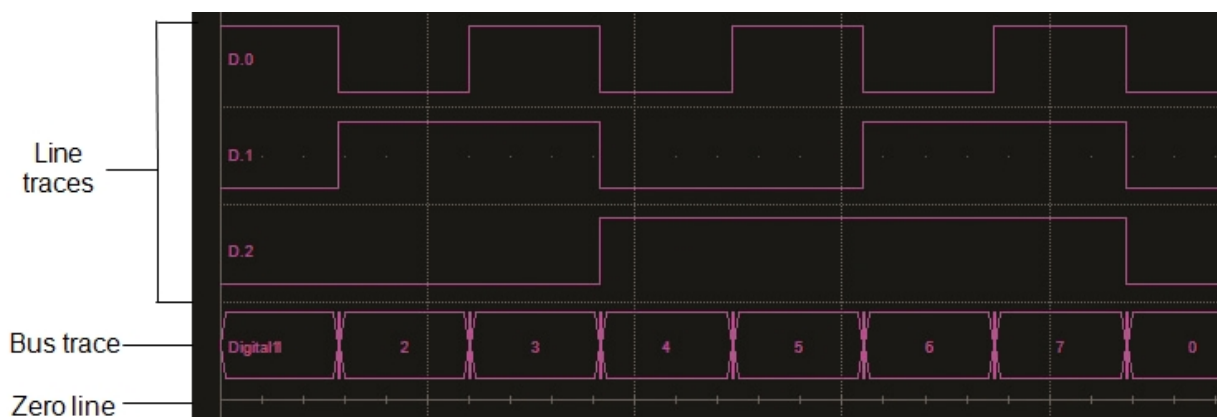 D.0
D.1
Line
traces
D.2
Bus trace
Digital1
2
3
4
5
6
7
0
Zero line